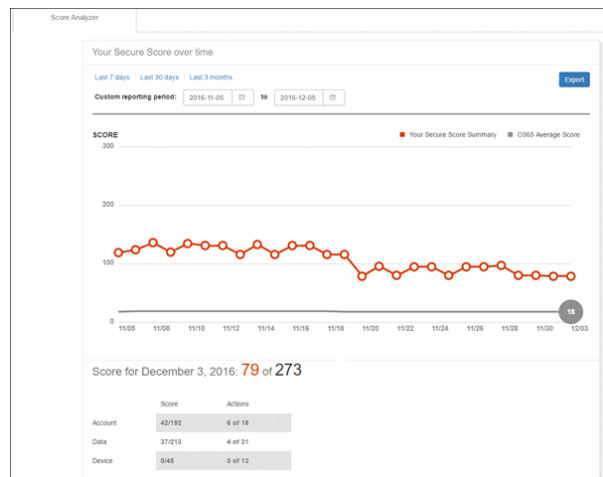 Score Analyzer
Your Secure Score over time
Last 7 days Last 30 days Last 3 months
Export
Custom reporting period: 2016-11-05 to 2016-12-05
SCORE
Your Secure Score Summary O365 Average Score
300
200
100
0
18
11/05 11/08 11/10 11/12 11/14 11/16 11/18 11/20 11/22 11/24 11/26 11/28 11/30 12/03
Score for December 3, 2016: 79 of 273
Score Actions
Account 42/192 6 of 18
Data 37/213 4 of 31
Device 0/45 0 of 13